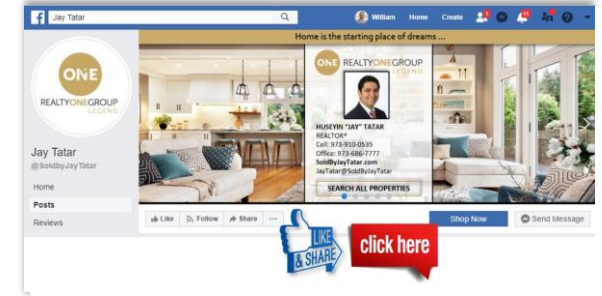 Jay Tatar
William
Home
Create
Home is the starting place of dreams ...
ONE
REALTYONEGROUP
LEGEND
ONE
REALTYONEGROUP
LEGEND
HUSEYIN "JAY" TATAR
REALTOR®
Cell: 973-910-0535
Office: 973-686-7777
SoldByJayTatar.com
JayTatar@SoldByJayTatar
SEARCH ALL PROPERTIES
Jay Tatar
@SoldbyJayTatar
Home
Posts
Reviews
Like
Follow
Share
Shop Now
Send Message
LIKE
& SHARE
click here